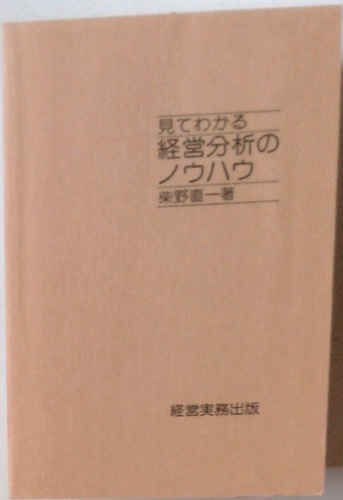 見てわかる
経営分析の
ノウハウ
柴野直一著
経営実務出版